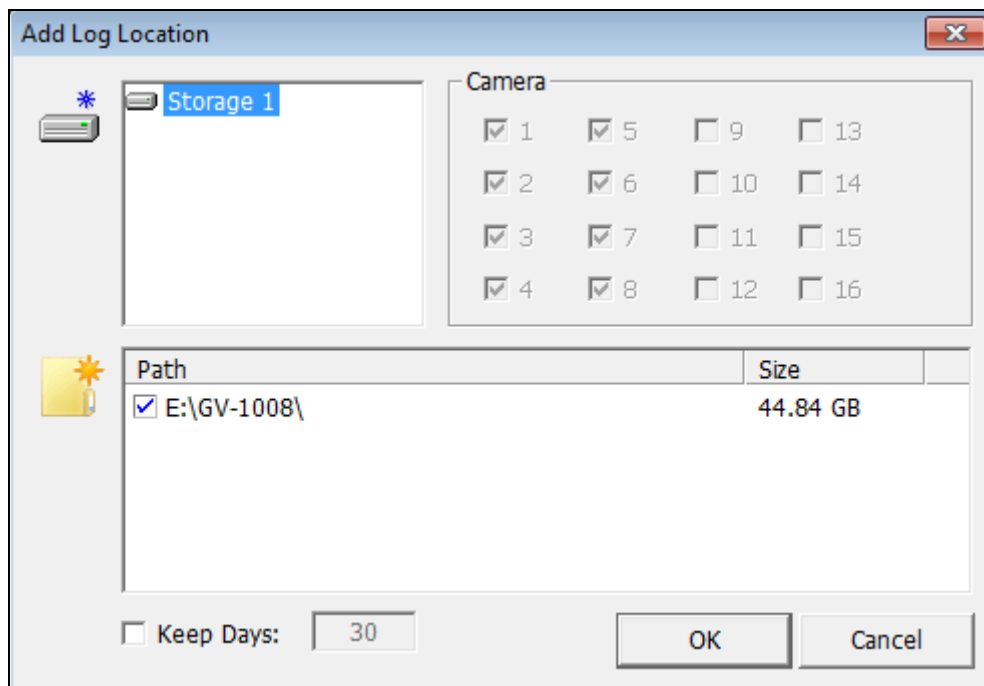 Add Log Location
Storage 1
Camera
1 5 9 13
2 6 10 14
3 7 11 15
4 8 12 16
Path Size
E:\GV-1008\ 44.84 GB
Keep Days: 30 OK Cancel